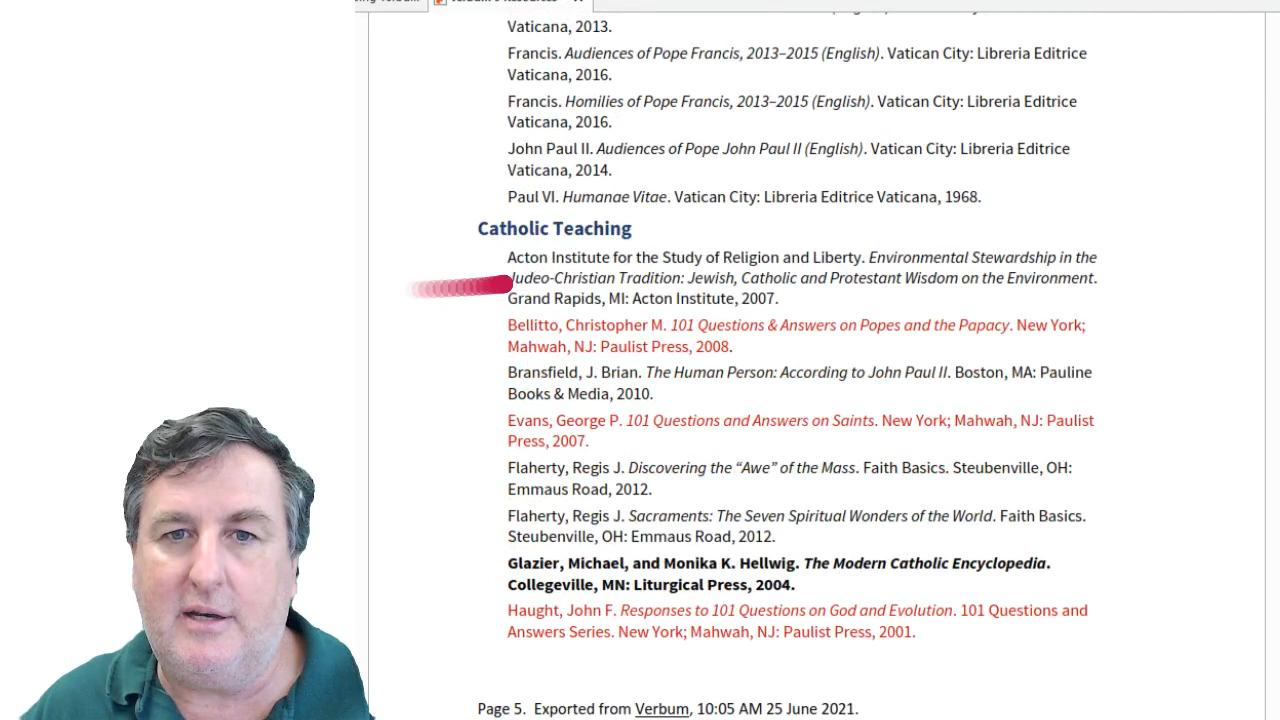 Verbum 9 Resources
Vaticana, 2013.
Francis. Audiences of Pope Francis, 2013–2015 (English). Vatican City: Libreria Editrice
Vaticana, 2016.
Francis. Homilies of Pope Francis, 2013–2015 (English). Vatican City: Libreria Editrice
Vaticana, 2016.
John Paul II. Audiences of Pope John Paul II (English). Vatican City: Libreria Editrice
Vaticana, 2014.
Paul VI. Humanae Vitae. Vatican City: Libreria Editrice Vaticana, 1968.
Catholic Teaching
Acton Institute for the Study of Religion and Liberty. Environmental Stewardship in the
Judeo-Christian Tradition: Jewish, Catholic and Protestant Wisdom on the Environment.
Grand Rapids, MI: Acton Institute, 2007.
Bellitto, Christopher M. 101 Questions & Answers on Popes and the Papacy. New York;
Mahwah, NJ: Paulist Press, 2008.
Bransfield, J. Brian. The Human Person: According to John Paul II. Boston, MA: Pauline
Books & Media, 2010.
Evans, George P. 101 Questions and Answers on Saints. New York; Mahwah, NJ: Paulist
Press, 2007.
Flaherty, Regis J. Discovering the “Awe” of the Mass. Faith Basics. Steubenville, OH:
Emmaus Road, 2012.
Flaherty, Regis J. Sacraments: The Seven Spiritual Wonders of the World. Faith Basics.
Steubenville, OH: Emmaus Road, 2012.
Glazier, Michael, and Monika K. Hellwig. The Modern Catholic Encyclopedia.
Collegeville, MN: Liturgical Press, 2004.
Haught, John F. Responses to 101 Questions on God and Evolution. 101 Questions and
Answers Series. New York; Mahwah, NJ: Paulist Press, 2001.
Page 5. Exported from Verbum, 10:05 AM 25 June 2021.